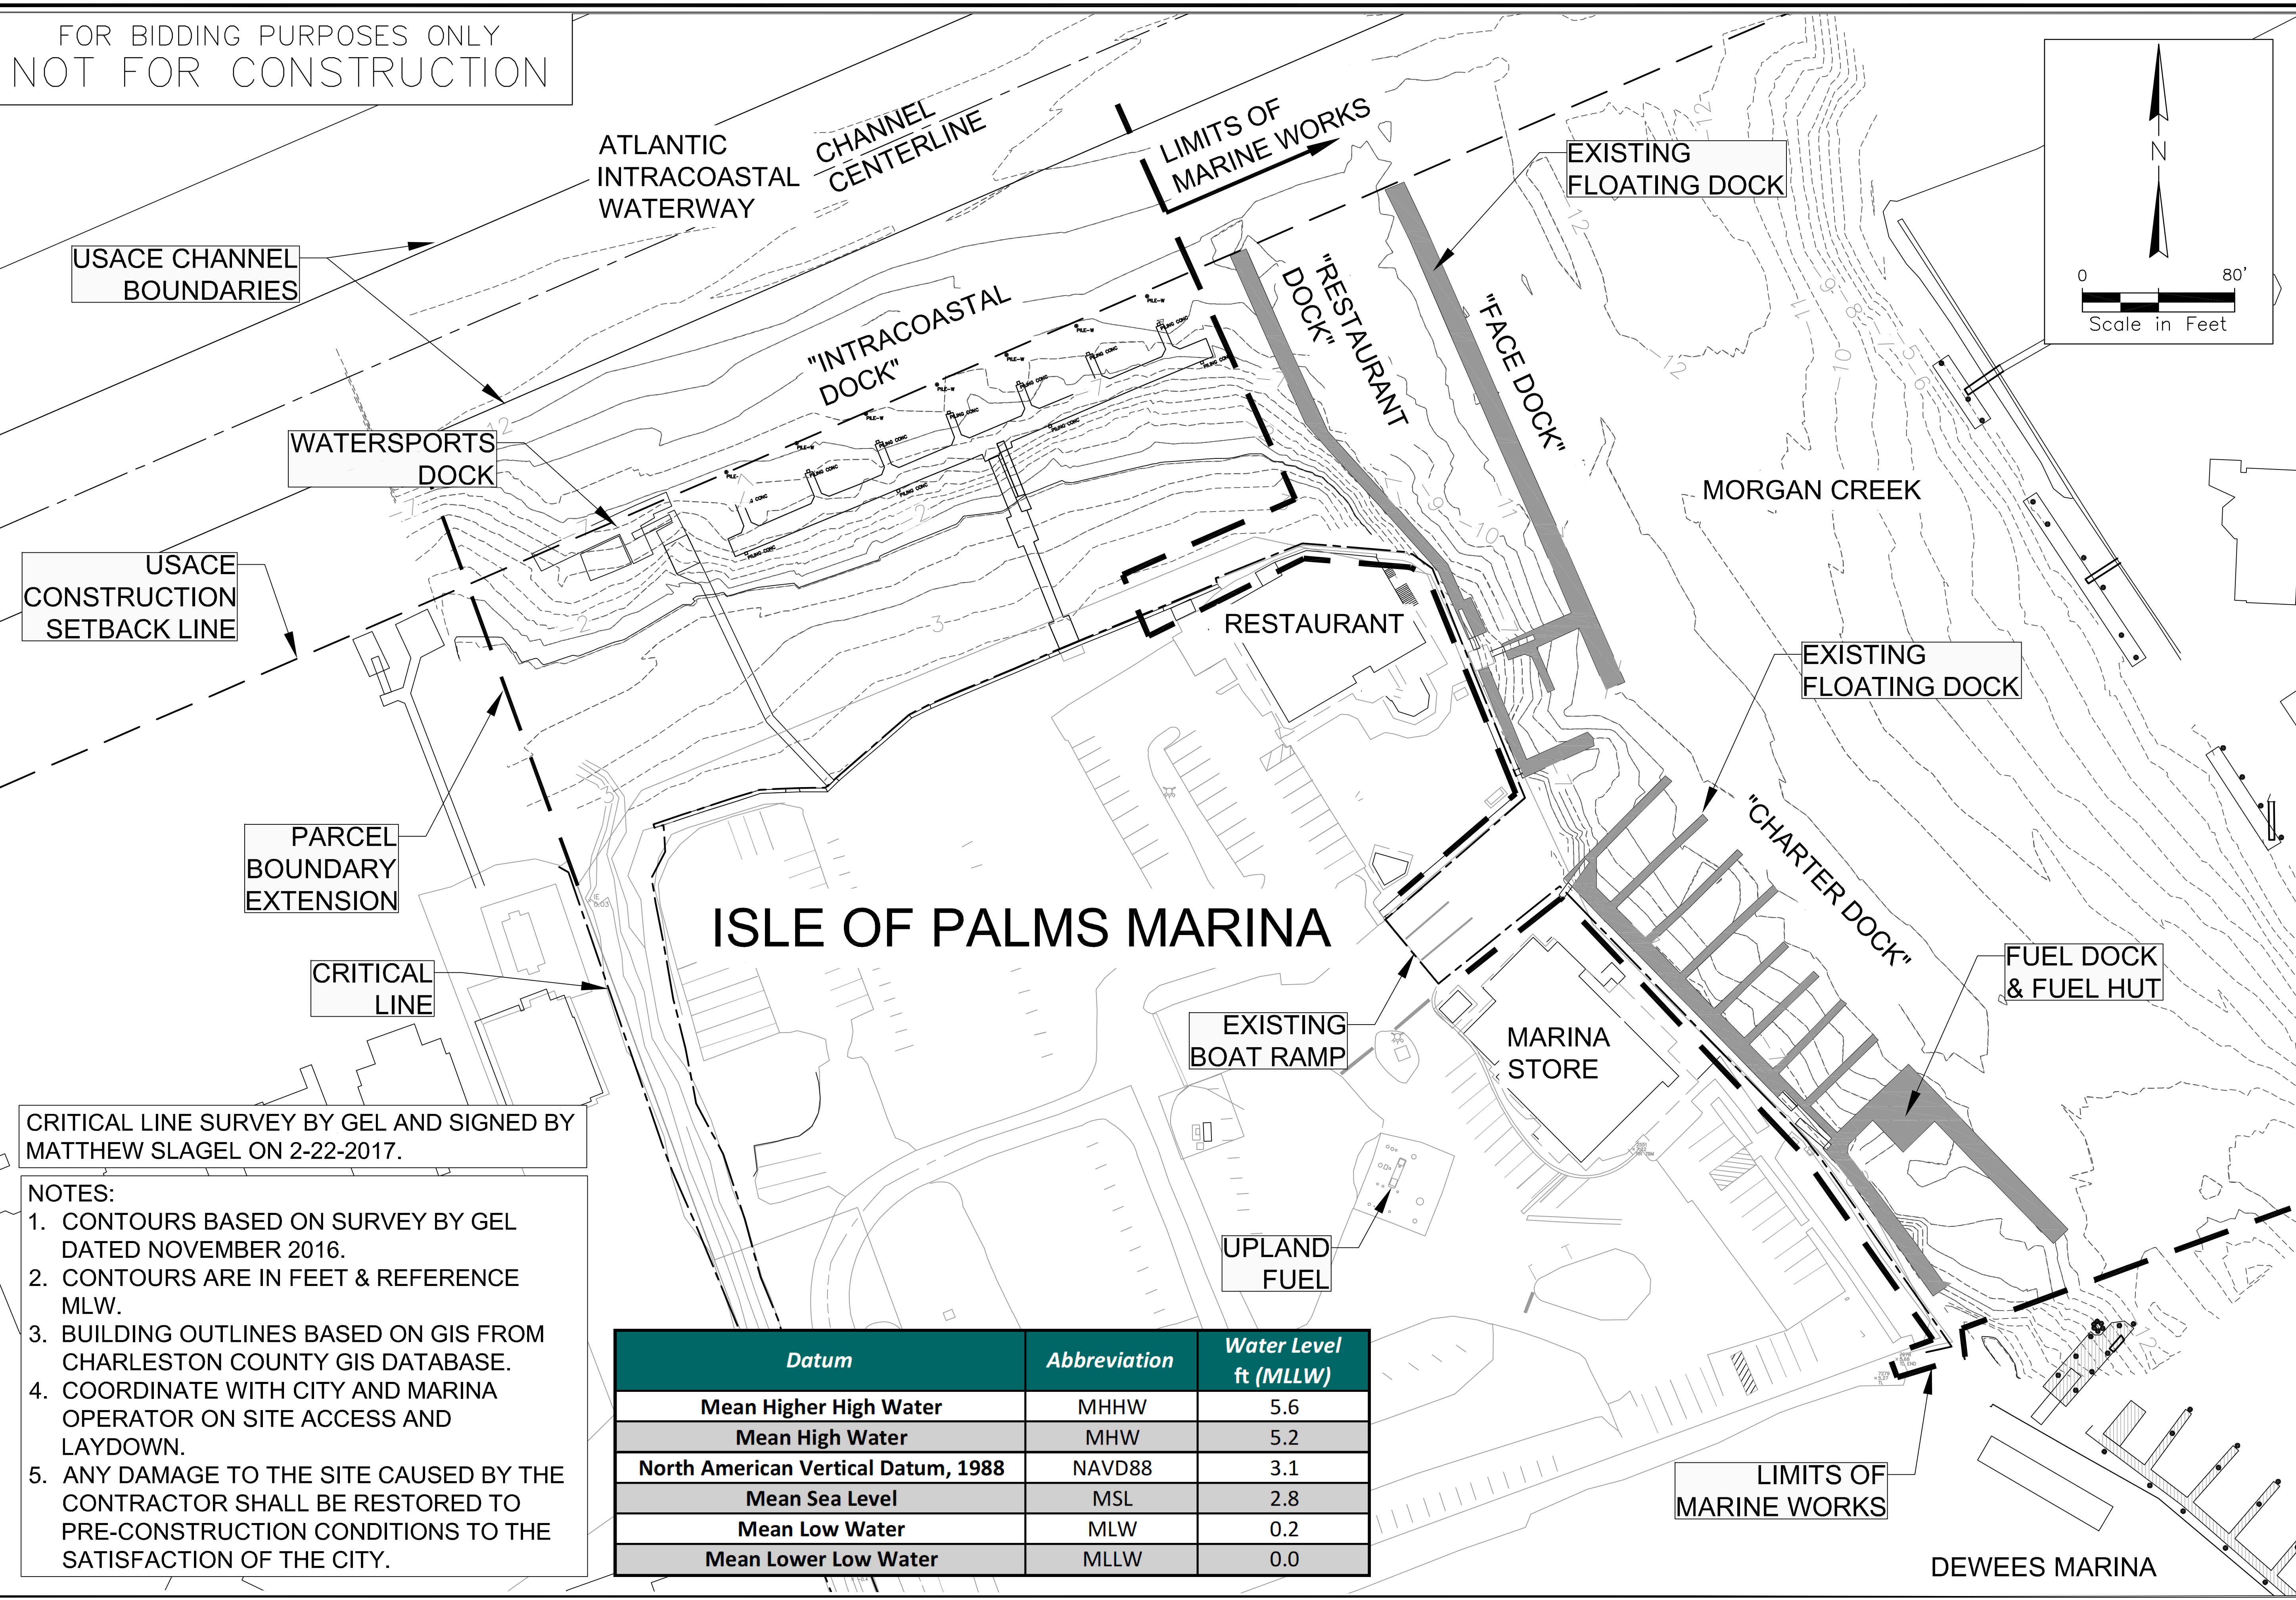 FOR BIDDING PURPOSES ONLY
NOT FOR CONSTRUCTION
ATLANTIC
INTRACOASTAL
WATERWAY
CHANNEL
CENTERLINE
LIMITS OF
MARINE WORKS
EXISTING
FLOATING DOCK
N
0 80'
Scale in Feet
USACE CHANNEL
BOUNDARIES
"INTRACOASTAL
DOCK"
"RESTAURANT
DOCK"
"FACE DOCK"
WATERSPORTS
DOCK
MORGAN CREEK
USACE
CONSTRUCTION
SETBACK LINE
RESTAURANT
EXISTING
FLOATING DOCK
PARCEL
BOUNDARY
EXTENSION
"CHARTER DOCK"
ISLE OF PALMS MARINA
CRITICAL
LINE
FUEL DOCK
& FUEL HUT
EXISTING
BOAT RAMP
MARINA
STORE
UPLAND
FUEL
LIMITS OF
MARINE WORKS
DEWEES MARINA
CRITICAL LINE SURVEY BY GEL AND SIGNED BY
MATTHEW SLAGEL ON 2-22-2017.
NOTES:
1. CONTOURS BASED ON SURVEY BY GEL
DATED NOVEMBER 2016.
2. CONTOURS ARE IN FEET & REFERENCE
MLW.
3. BUILDING OUTLINES BASED ON GIS FROM
CHARLESTON COUNTY GIS DATABASE.
4. COORDINATE WITH CITY AND MARINA
OPERATOR ON SITE ACCESS AND
LAYDOWN.
5. ANY DAMAGE TO THE SITE CAUSED BY THE
CONTRACTOR SHALL BE RESTORED TO
PRE-CONSTRUCTION CONDITIONS TO THE
SATISFACTION OF THE CITY.
Datum Abbreviation Water Level
ft (MLLW)
Mean Higher High Water MHHW 5.6
Mean High Water MHW 5.2
North American Vertical Datum, 1988 NAVD88 3.1
Mean Sea Level MSL 2.8
Mean Low Water MLW 0.2
Mean Lower Low Water MLLW 0.0